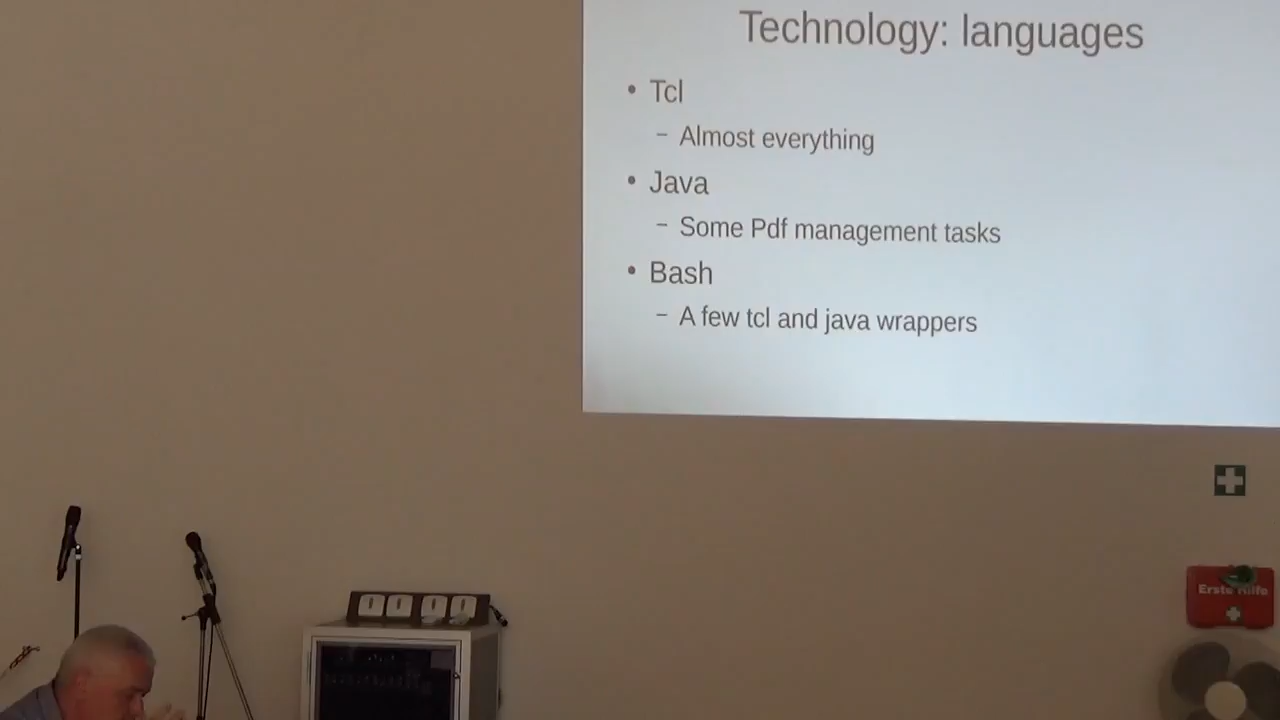 Technology: languages
• Tcl
– Almost everything
• Java
– Some Pdf management tasks
• Bash
– A few tcl and java wrappers
Erste Hilfe